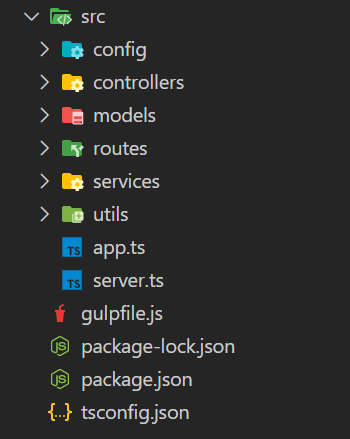 src
config
controllers
models
routes
services
utils
TS app.ts
TS server.ts
gulpfile.js
JS package-lock.json
JS package.json
{..} tsconfig.json